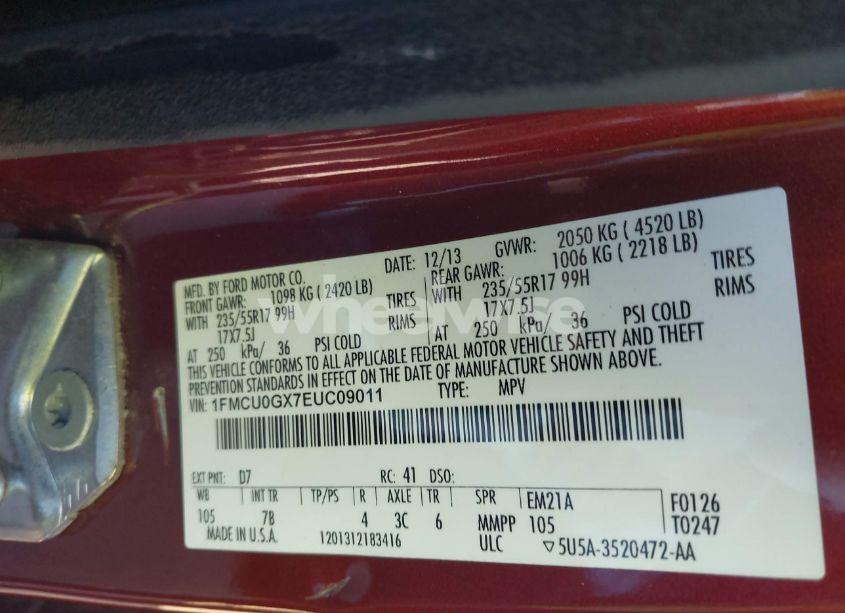 MFD. BY FORD MOTOR CO. DATE: 12/13 GVWR: 2050 KG ( 4520 LB)
FRONT GAWR: 1098 KG ( 2420 LB) REAR GAWR: 1006 KG ( 2218 LB)
WITH 235/55R17 99H TIRES WITH 235/55R17 99H TIRES
17X7.5J RIMS 17X7.5J RIMS
AT 250 kPa/ 36 PSI COLD AT 250 kPa/ 36 PSI COLD
THIS VEHICLE CONFORMS TO ALL APPLICABLE FEDERAL MOTOR VEHICLE SAFETY AND THEFT
PREVENTION STANDARDS IN EFFECT ON THE DATE OF MANUFACTURE SHOWN ABOVE.
VIN: 1FMCU0GX7EUC09011 TYPE: MPV
EXT PNT: D7 RC: 41 DSO:
WB INT TR TP/PS R AXLE TR SPR EM21A F0126
105 7B 4 3C 6 MMPP 105 T0247
MADE IN U.S.A. 1201312183416 ULC ▽5U5A-3520472-AA
wheelwise